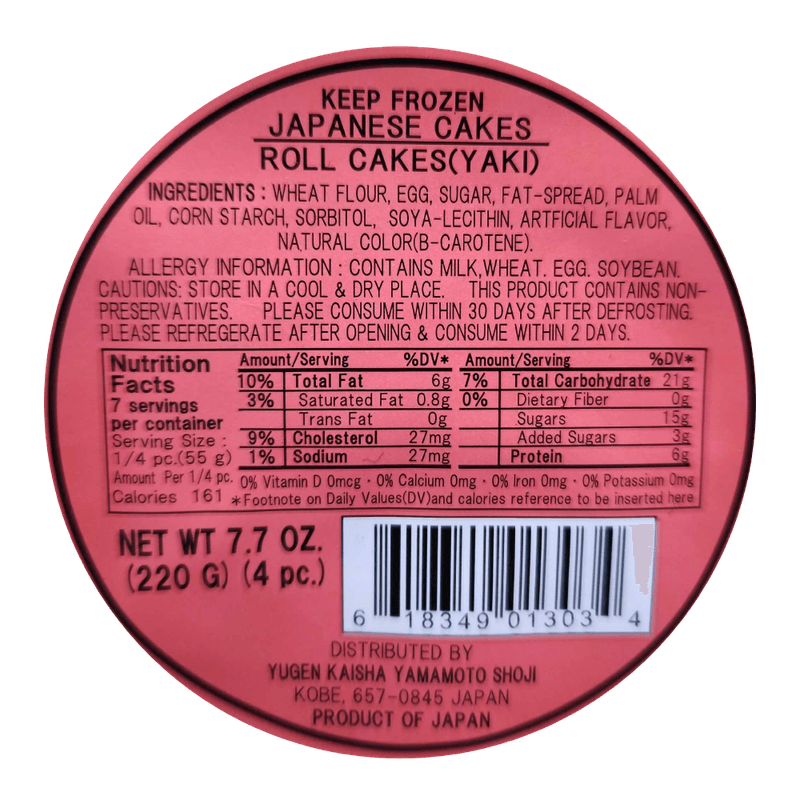 KEEP FROZEN
JAPANESE CAKES
ROLL CAKES(YAKI)
INGREDIENTS : WHEAT FLOUR, EGG, SUGAR, FAT-SPREAD, PALM
OIL, CORN STARCH, SORBITOL, SOYA-LECITHIN, ARTFICIAL FLAVOR,
NATURAL COLOR(B-CAROTENE).
ALLERGY INFORMATION : CONTAINS MILK,WHEAT. EGG. SOYBEAN.
CAUTIONS: STORE IN A COOL & DRY PLACE. THIS PRODUCT CONTAINS NON-
PRESERVATIVES. PLEASE CONSUME WITHIN 30 DAYS AFTER DEFROSTING.
PLEASE REFREGERATE AFTER OPENING & CONSUME WITHIN 2 DAYS.
Nutrition
Facts
7 servings
per container
Serving Size :
1/4 pc.(55 g)
Amount Per 1/4 pc.
Calories 161
Amount/Serving %DV*
10% Total Fat 6g
3% Saturated Fat 0.8g
Trans Fat 0g
9% Cholesterol 27mg
1% Sodium 27mg
Amount/Serving %DV*
7% Total Carbohydrate 21g
0% Dietary Fiber 0g
Sugars 15g
Added Sugars 3g
Protein 6g
0% Vitamin D 0mcg · 0% Calcium 0mg · 0% Iron 0mg · 0% Potassium 0mg
*Footnote on Daily Values(DV)and calories reference to be inserted here
NET WT 7.7 OZ.
(220 G) (4 pc.)
6 18349 01303 4
DISTRIBUTED BY
YUGEN KAISHA YAMAMOTO SHOJI
KOBE, 657-0845 JAPAN
PRODUCT OF JAPAN